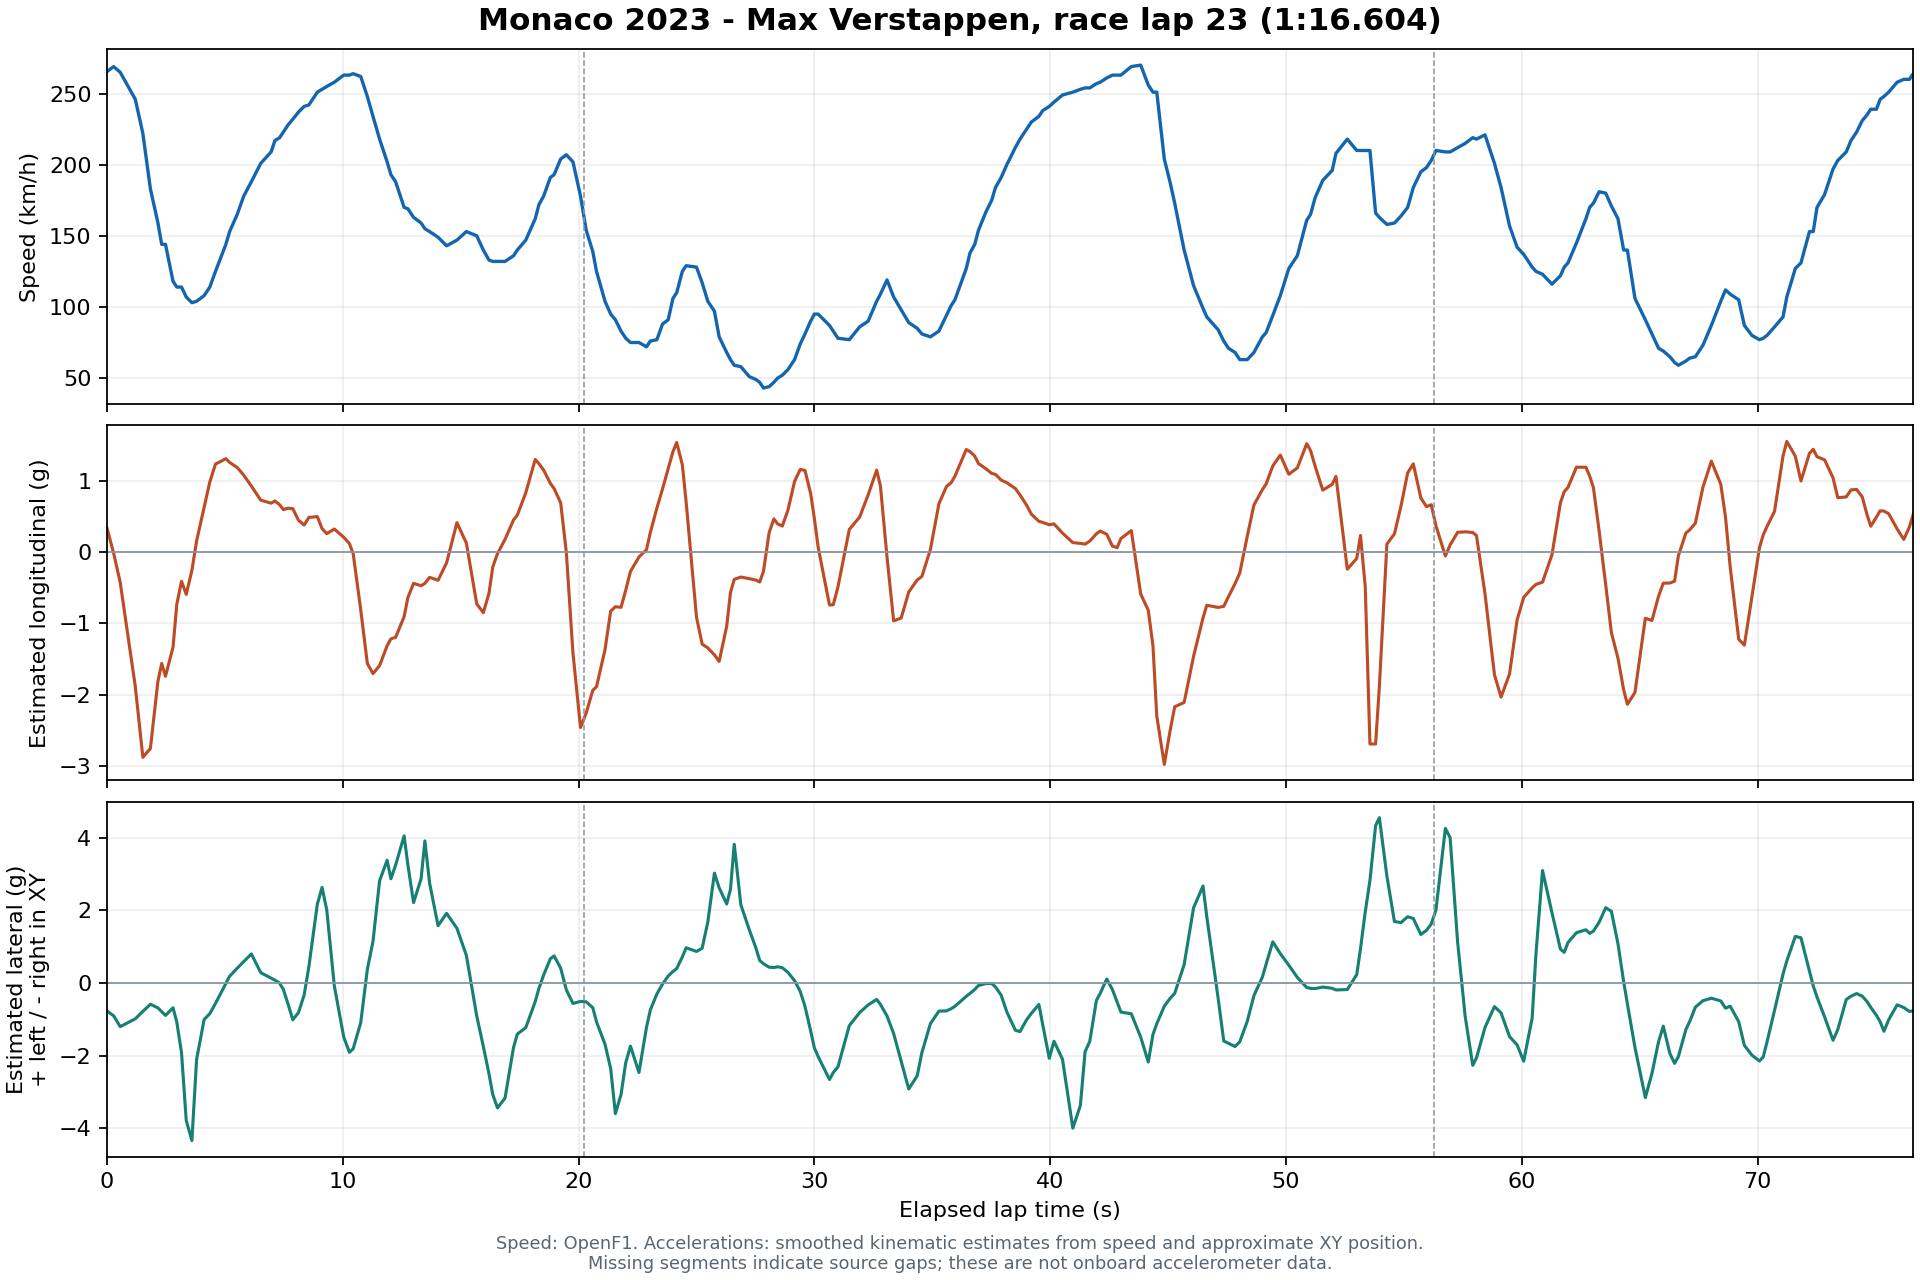 Monaco 2023 - Max Verstappen, race lap 23 (1:16.604)
Speed (km/h)
250
200
150
100
50
Estimated longitudinal (g)
1
0
−1
−2
−3
Estimated lateral (g)
+ left / - right in XY
4
2
0
−2
−4
0 10 20 30 40 50 60 70
Elapsed lap time (s)
Speed: OpenF1. Accelerations: smoothed kinematic estimates from speed and approximate XY position.
Missing segments indicate source gaps; these are not onboard accelerometer data.